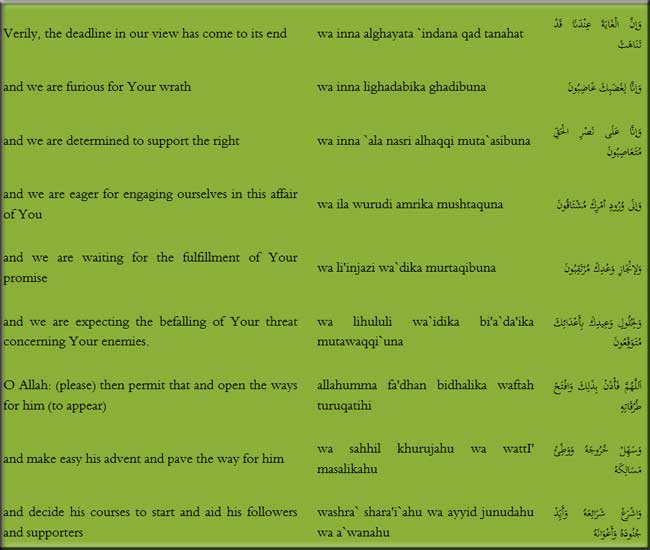 Verily, the deadline in our view has come to its end
wa inna alghayata `indana qad tanahat
وَإِنَّ الْغَايَةَ عِنْدَنَا قَدْ
تَنَاهَتْ
and we are furious for Your wrath
wa inna lighadabika ghadibuna
وَإِنَّا لِغَضَبِكَ غَاضِبُونَ
and we are determined to support the right
wa inna `ala nasri alhaqqi muta`asibuna
وَإِنَّا عَلَى نَصْرِ الْحَقِّ
مُتَعَاصِبُونَ
and we are eager for engaging ourselves in this affair
of You
wa ila wurudi amrika mushtaquna
وَإِلَى وُرُودِ أَمْرِكَ مُشْتَاقُونَ
and we are waiting for the fulfillment of Your
promise
wa li'injazi wa`dika murtaqibuna
وَلِإِنْجَازِ وَعْدِكَ مُرْتَقِبُونَ
and we are expecting the befalling of Your threat
concerning Your enemies.
wa lihululi wa`idika bi'a`da'ika
mutawaqqi`una
وَلِحُلُولِ وَعِيدِكَ بِأَعْدَائِكَ
مُتَوَقِّعُونَ
O Allah: (please) then permit that and open the ways
for him (to appear)
allahumma fa'dhan bidhalika waftah
turuqatihi
اَللَّهُمَّ فَأْذَنْ بِذَلِكَ وَافْتَحْ
طُرُقَاتِهِ
and make easy his advent and pave the way for him
wa sahhil khurujahu wa wattI'
masalikahu
وَسَهِّلْ خُرُوجَهُ وَوَطِّئْ
مَسَالِكَهُ
and decide his courses to start and aid his followers
and supporters
washra` shara'i`ahu wa ayyid junudahu
wa a`wanahu
وَاشْرَعْ شَرَائِعَهُ وَأَيِّدْ
جُنُودَهُ وَأَعْوَانَهُ